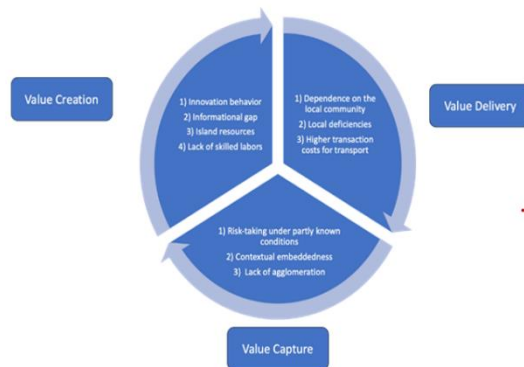 Value Creation
1) Innovation behavior
2) Informational gap
3) Island resources
4) Lack of skilled labors
1) Dependence on the
local community
2) Local deficiencies
3) Higher transaction
costs for transport
Value Delivery
1) Risk-taking under partly known
conditions
2) Contextual embeddedness
3) Lack of agglomeration
Value Capture